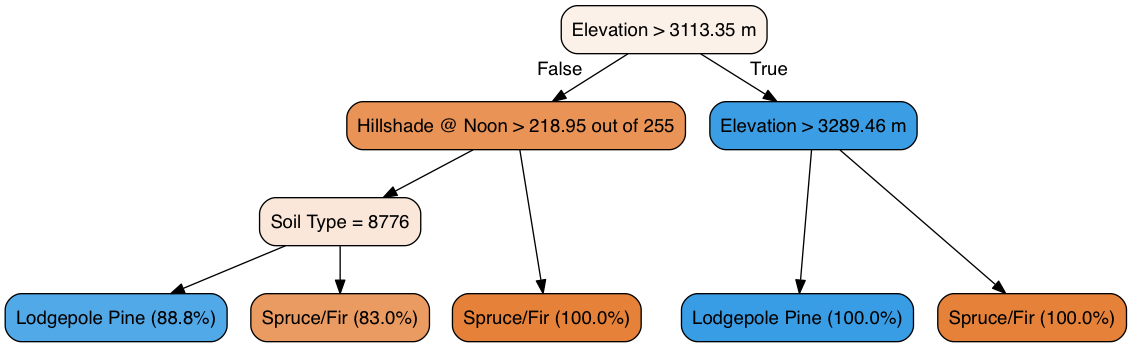 Elevation > 3113.35 m
False
True
Hillshade @ Noon > 218.95 out of 255
Elevation > 3289.46 m
Soil Type = 8776
Lodgepole Pine (88.8%)
Spruce/Fir (83.0%)
Spruce/Fir (100.0%)
Lodgepole Pine (100.0%)
Spruce/Fir (100.0%)